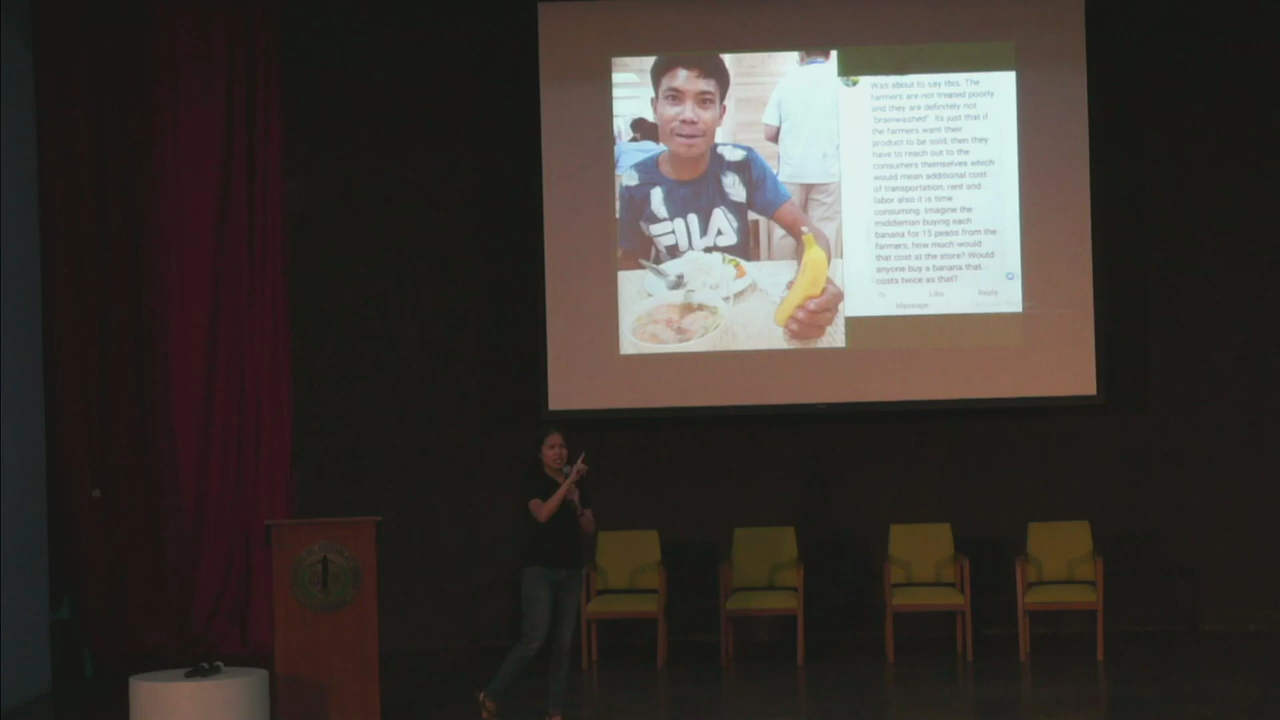 FILA
Was about to say this. The
farmers are not treated poorly
and they are definitely not
"brainwashed". Its just that if
the farmers want their
product to be sold, then they
have to reach out to the
consumers themselves which
would mean additional cost
of transportation, rent and
labor also it is time
consuming. Imagine the
middleman buying each
banana for 15 pesos from the
farmers, how much would
that cost at the store? Would
anyone buy a banana that
costs twice as that?
Like Reply
Message